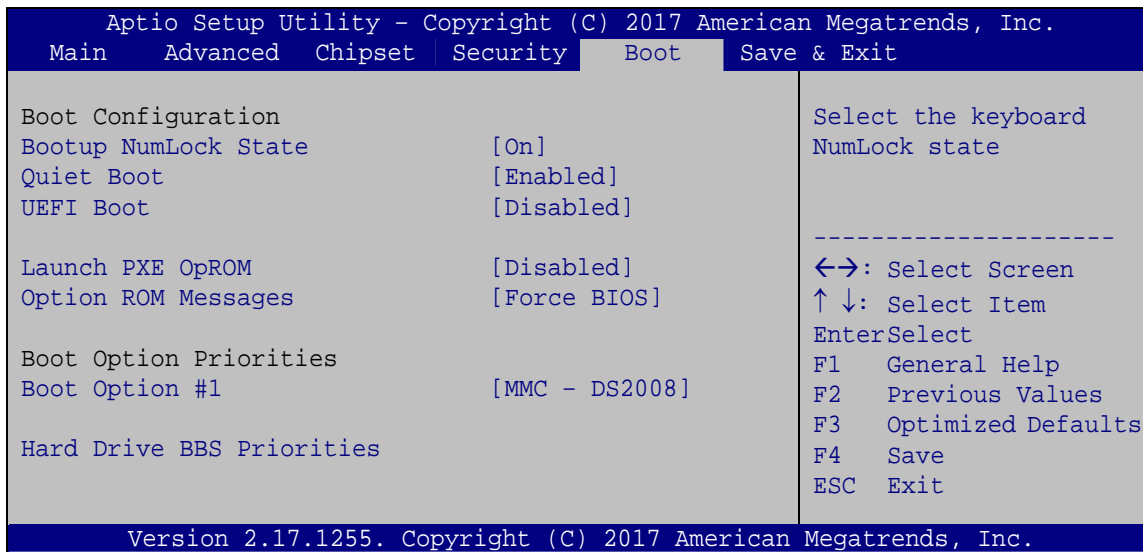 Aptio Setup Utility – Copyright (C) 2017 American Megatrends, Inc.
Main Advanced Chipset Security Boot Save & Exit
Boot Configuration
Bootup NumLock State [On]
Quiet Boot [Enabled]
UEFI Boot [Disabled]
Launch PXE OpROM [Disabled]
Option ROM Messages [Force BIOS]
Boot Option Priorities
Boot Option #1 [MMC – DS2008]
Hard Drive BBS Priorities
Select the keyboard
NumLock state
---------------------
←→: Select Screen
↑ ↓: Select Item
EnterSelect
F1 General Help
F2 Previous Values
F3 Optimized Defaults
F4 Save
ESC Exit
Version 2.17.1255. Copyright (C) 2017 American Megatrends, Inc.